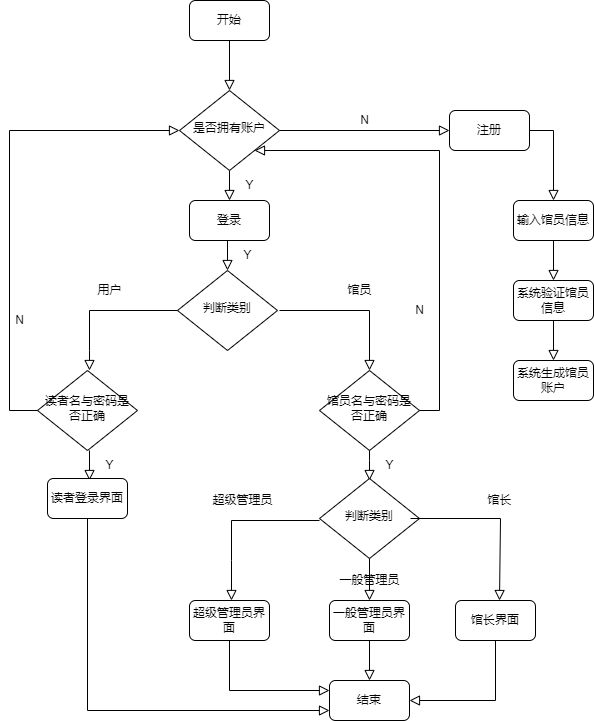 开始
是否拥有账户
N
注册
Y
登录
输入馆员信息
Y
用户
馆员
判断类别
系统验证馆员
信息
N
N
系统生成馆员
账户
读者名与密码是
否正确
馆员名与密码是
否正确
Y
Y
读者登录界面
超级管理员
判断类别
馆长
一般管理员
超级管理员界
面
一般管理员界
面
馆长界面
结束